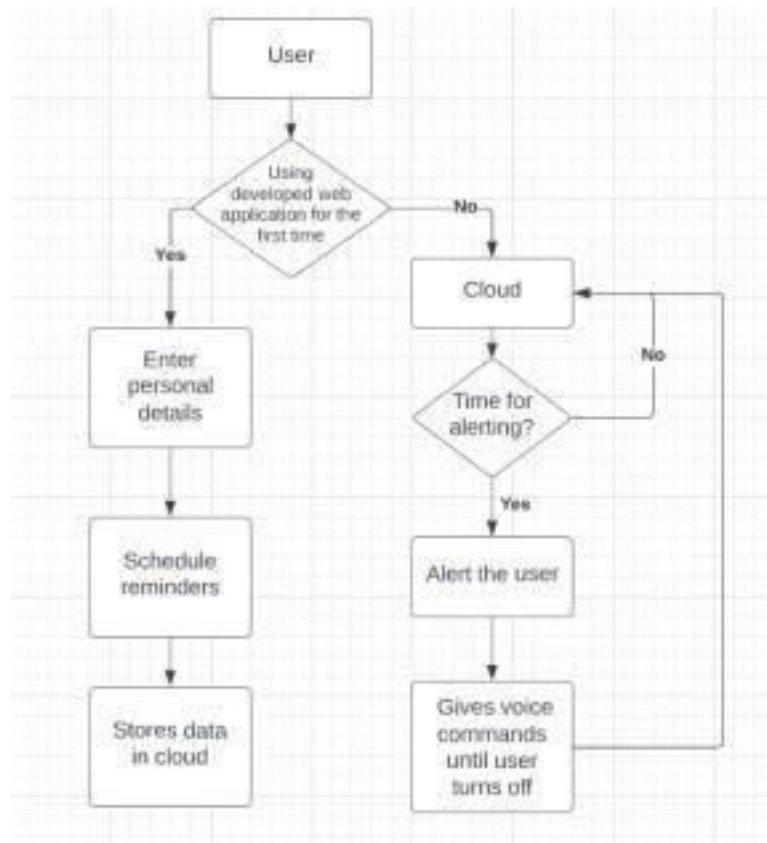 User
Using
developed web
application for the
first time
Yes
No
Enter
personal
details
Schedule
reminders
Stores data
in cloud
Cloud
Time for
alerting?
No
Yes
Alert the user
Gives voice
commands
until user
turns off